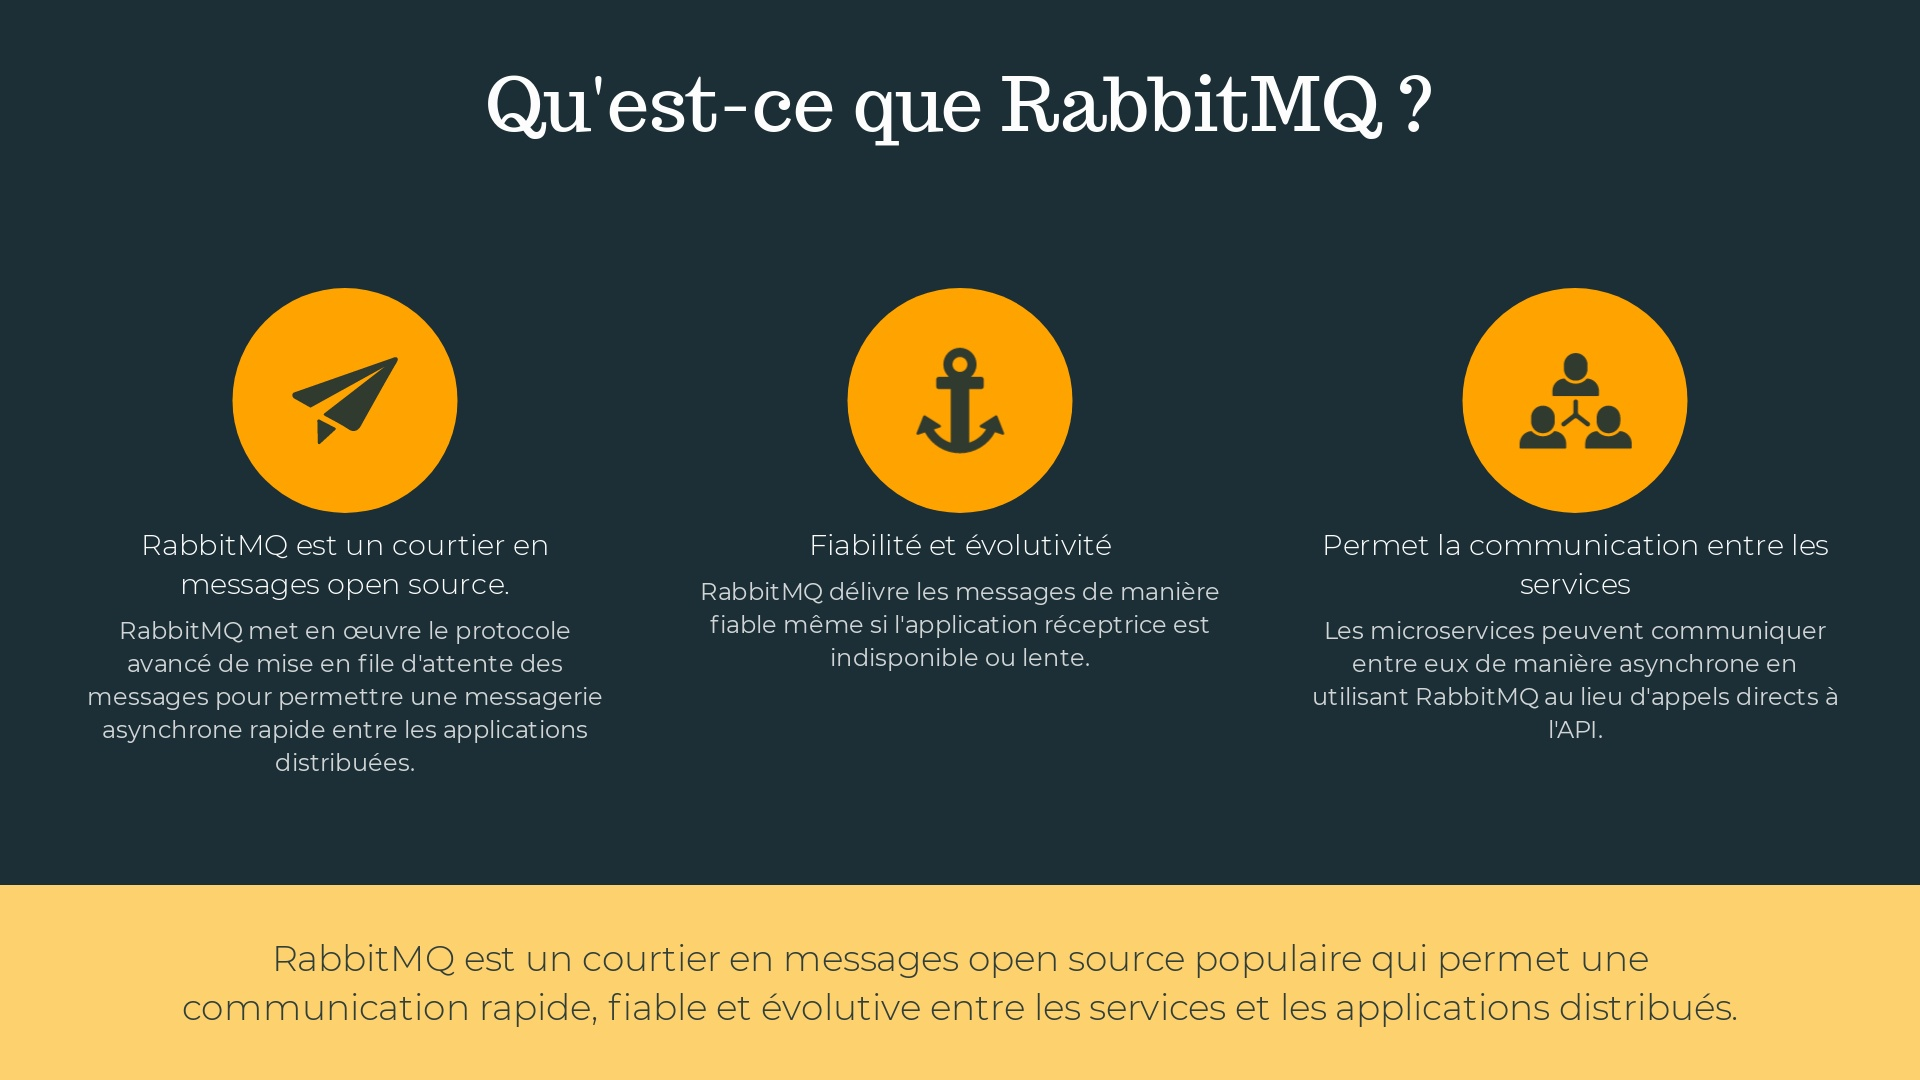 Qu'est-ce que RabbitMQ ?
RabbitMQ est un courtier en
messages open source.
RabbitMQ met en œuvre le protocole
avancé de mise en file d'attente des
messages pour permettre une messagerie
asynchrone rapide entre les applications
distribuées.
Fiabilité et évolutivité
RabbitMQ délivre les messages de manière
fiable même si l'application réceptrice est
indisponible ou lente.
Permet la communication entre les
services
Les microservices peuvent communiquer
entre eux de manière asynchrone en
utilisant RabbitMQ au lieu d'appels directs à
l'API.
RabbitMQ est un courtier en messages open source populaire qui permet une
communication rapide, fiable et évolutive entre les services et les applications distribués.